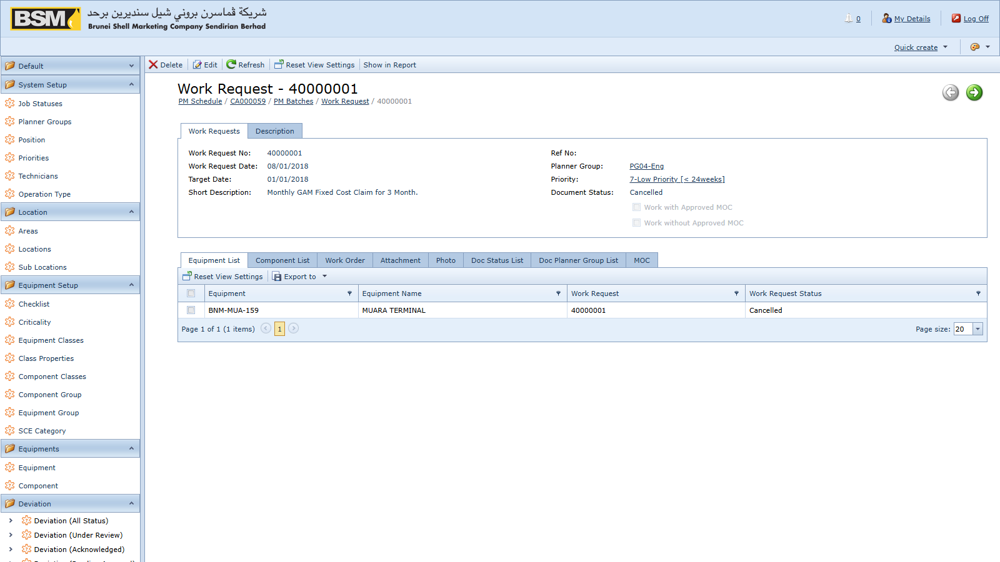 BSM
شريكة ڤماسرن بروني شيل سنديرين برحد
Brunei Shell Marketing Company Sendirian Berhad
0
My Details
Log Off
Quick create
Default
System Setup
Job Statuses
Planner Groups
Position
Priorities
Technicians
Operation Type
Location
Areas
Locations
Sub Locations
Equipment Setup
Checklist
Criticality
Equipment Classes
Class Properties
Component Classes
Component Group
Equipment Group
SCE Category
Equipments
Equipment
Component
Deviation
Deviation (All Status)
Deviation (Under Review)
Deviation (Acknowledged)
Delete Edit Refresh Reset View Settings Show in Report
Work Request - 40000001
PM Schedule / CA000059 / PM Batches / Work Request / 40000001
Work Requests Description
Work Request No: 40000001
Work Request Date: 08/01/2018
Target Date: 01/01/2018
Short Description: Monthly GAM Fixed Cost Claim for 3 Month.
Ref No:
Planner Group: PG04-Eng
Priority: 7-Low Priority [< 24weeks]
Document Status: Cancelled
Work with Approved MOC
Work without Approved MOC
Equipment List Component List Work Order Attachment Photo Doc Status List Doc Planner Group List MOC
Reset View Settings Export to
Equipment Equipment Name Work Request Work Request Status
BNM-MUA-159 MUARA TERMINAL 40000001 Cancelled
Page 1 of 1 (1 items) 1
Page size: 20